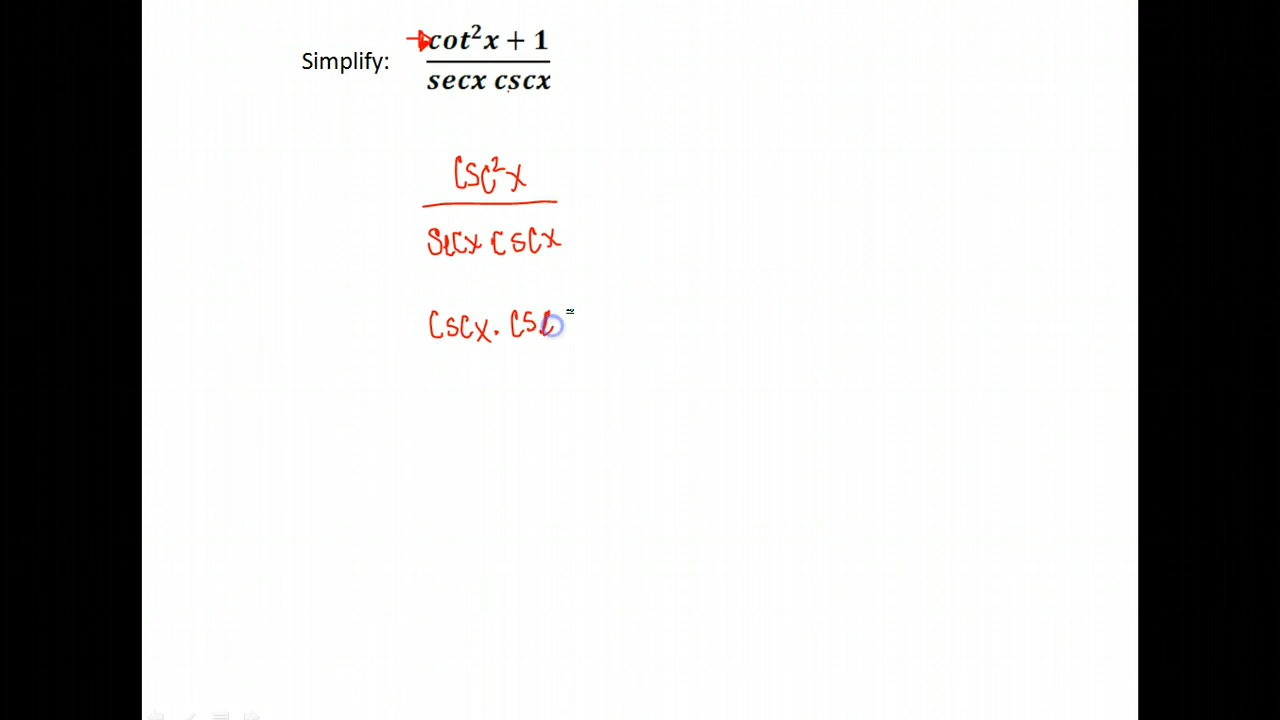 Simplify:
cot²x + 1
secx cscx
csc²x
secx cscx
cscx · csc